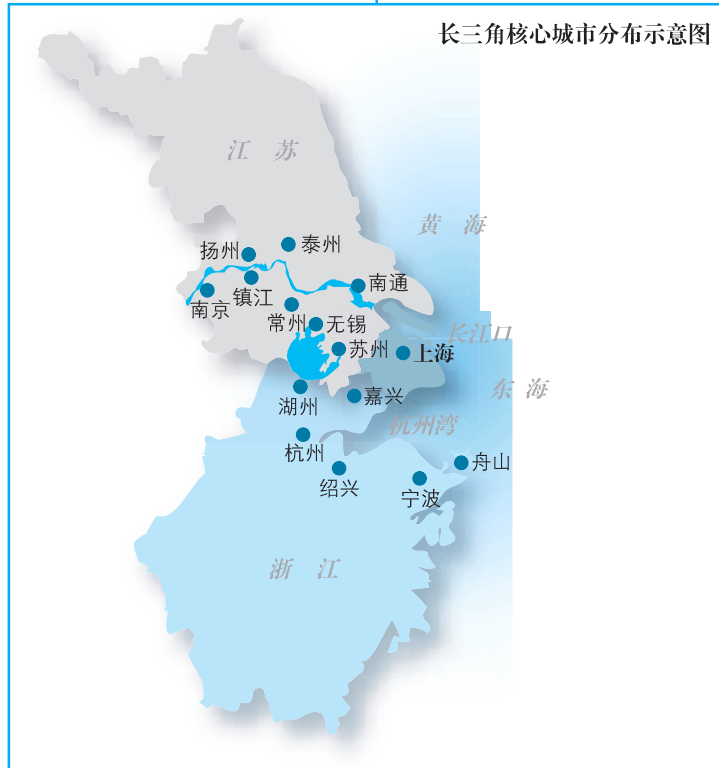 长三角核心城市分布示意图
江 苏
黄 海
扬州
泰州
南通
镇江
南京
常州
无锡
长江口
苏州
上海
东 海
嘉兴
湖州
杭州湾
杭州
舟山
绍兴
宁波
浙 江